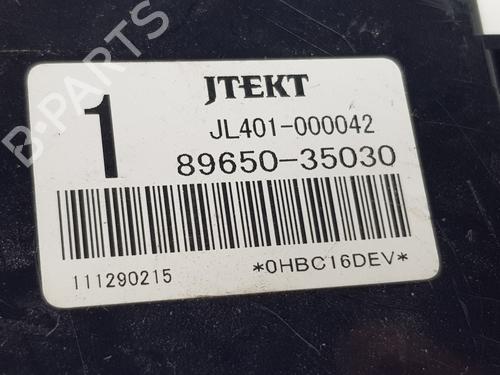 B-PARTS
JTEKT
1
JL401-000042
89650-35030
111290215 *0HBC16DEV*